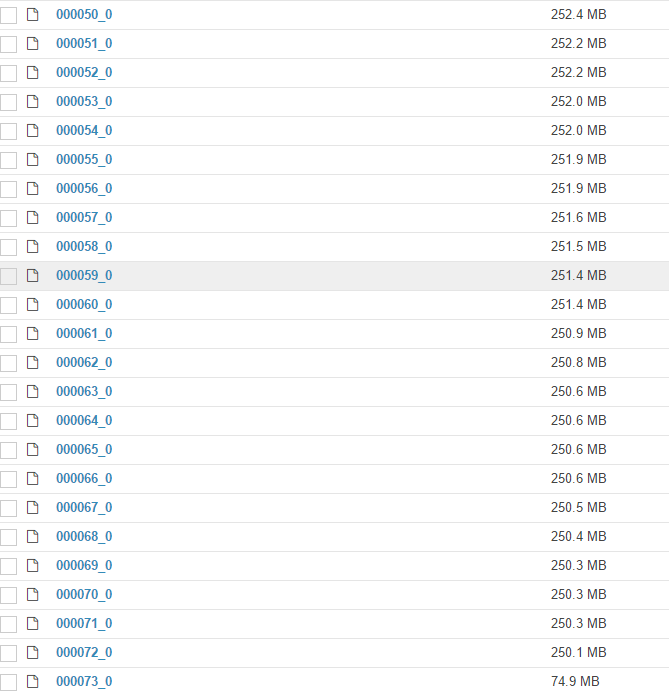 000050_0 252.4 MB
000051_0 252.2 MB
000052_0 252.2 MB
000053_0 252.0 MB
000054_0 252.0 MB
000055_0 251.9 MB
000056_0 251.9 MB
000057_0 251.6 MB
000058_0 251.5 MB
000059_0 251.4 MB
000060_0 251.4 MB
000061_0 250.9 MB
000062_0 250.8 MB
000063_0 250.6 MB
000064_0 250.6 MB
000065_0 250.6 MB
000066_0 250.6 MB
000067_0 250.5 MB
000068_0 250.4 MB
000069_0 250.3 MB
000070_0 250.3 MB
000071_0 250.3 MB
000072_0 250.1 MB
000073_0 74.9 MB